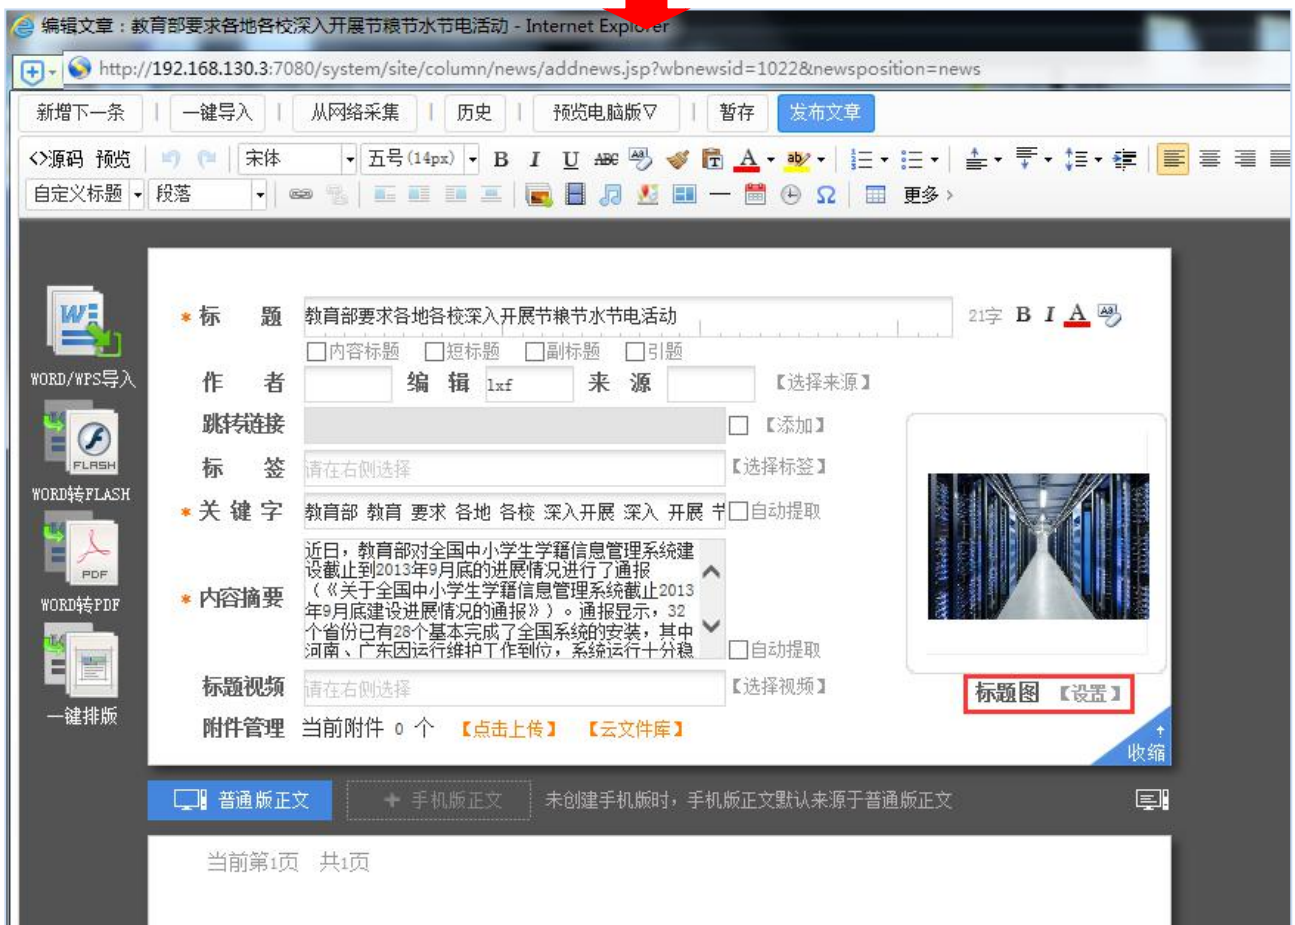 编辑文章：教育部要求各地各校深入开展节粮节水节电活动 - Internet Explorer
http://192.168.130.3:7080/system/site/column/news/addnews.jsp?wbnewsid=1022&newsposition=news
新增下一条 | 一键导入 | 从网络采集 | 历史 | 预览电脑版▽ | 暂存 发布文章
<>源码 预览 宋体 五号(14px) B I U ABC A ab
自定义标题 段落 Ω 更多 >
*标 题 教育部要求各地各校深入开展节粮节水节电活动 21字 B I A
内容标题 短标题 副标题 引题
作 者 编 辑 lxf 来 源 【选择来源】
跳转链接 【添加】
标 签 请在右侧选择 【选择标签】
*关 键 字 教育部 教育 要求 各地 各校 深入开展 深入 开展 节 自动提取
*内容摘要
近日，教育部对全国中小学生学籍信息管理系统建
设截止到2013年9月底的进展情况进行了通报
（《关于全国中小学生学籍信息管理系统截止2013
年9月底建设进展情况的通报》）。通报显示，32
个省份已有28个基本完成了全国系统的安装，其中
河南、广东因运行维护工作到位，系统运行十分稳
自动提取
标题视频 请在右侧选择 【选择视频】
附件管理 当前附件 0 个 【点击上传】 【云文件库】
标题图 【设置】
收缩
W
WORD/WPS导入
FLASH
WORD转FLASH
PDF
WORD转PDF
一键排版
普通版正文 + 手机版正文 未创建手机版时，手机版正文默认来源于普通版正文
当前第1页 共1页